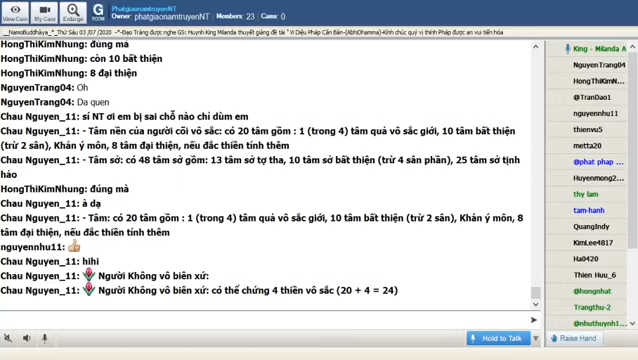 Phatgiaonamtruyen NT
Owner: phatgiaonamtruyenNT Members: 23 Cams: 0
View Cam My Cam Enlarge ROOM
__NamoBuddhàya_*_Thứ Sáu 03 /07 /2020 -*-Đạo Tràng được nghe GS: Huynh King Milanda thuyết giảng đề tài " Vi Diệu Pháp Căn Bản-(AbhDhamma)-Kính chúc quý vị thính Pháp được an vui tiến hóa
HongThiKimNhung: đúng mà
HongThiKimNhung: còn 10 bất thiện
HongThiKimNhung: 8 đại thiện
NguyenTrang04: Oh
NguyenTrang04: Da quen
Chau Nguyen_11: sí NT ơi em bị sai chỗ nào chỉ dùm em
Chau Nguyen_11: - Tâm nền của người cõi vô sắc: có 20 tâm gồm : 1 (trong 4) tâm quả vô sắc giới, 10 tâm bất thiện
(trừ 2 sân), Khán ý môn, 8 tâm đại thiện, nếu đắc thiền tính thêm
Chau Nguyen_11: - Tâm sở: có 48 tâm sở gồm: 13 tâm sở tợ tha, 10 tâm sở bất thiện (trừ 4 sân phần), 25 tâm sở tịnh
hảo
HongThiKimNhung: đúng mà
Chau Nguyen_11: à dạ
Chau Nguyen_11: - Tâm: có 20 tâm gồm : 1 (trong 4) tâm quả vô sắc giới, 10 tâm bất thiện (trừ 2 sân), Khán ý môn, 8
tâm đại thiện, nếu đắc thiền tính thêm
nguyennhu11:
Chau Nguyen_11: hihi
Chau Nguyen_11: Người Không vô biên xứ:
Chau Nguyen_11: Người Không vô biên xứ: có thể chứng 4 thiền vô sắc (20 + 4 = 24)
King - Milanda A
NguyenTrang04
HongThiKimN...
@TranDao1
nguyennhu11
thienvu5
metta20
@phat phap ...
Huyenmong2...
thy lam
tam-hanh
QuangIndy
KimLee4817
Ha0420
Thien Huu_6
@hongnhat
Trangthu-2
@nhuthuynh1...
Hold to Talk
Raise Hand